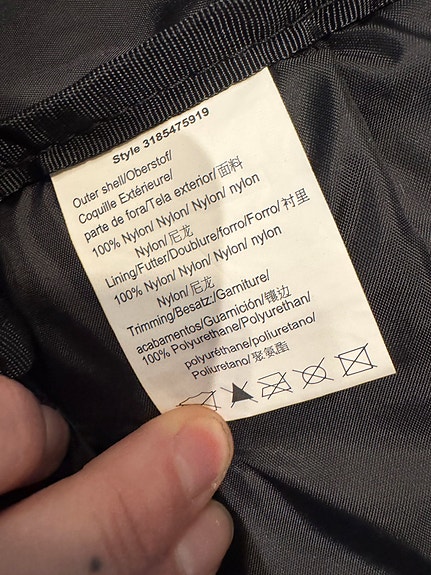 Style 3185475919
Outer shell/Oberstof/
Coquille Extérieure/
parte de fora/Tela exterior/面料
100% Nylon/ Nylon/ Nylon/ nylon
Nylon/尼龙
Lining/Futter/Doublure/forro/Forro/衬里
100% Nylon/ Nylon/ Nylon/ nylon
Nylon/尼龙
Trimming/Besatz:/Garniture/
acabamentos/Guarnición/镶边
100% Polyurethane/Polyurethan/
polyuréthane/poliuretano/
Poliuretano/聚氨酯